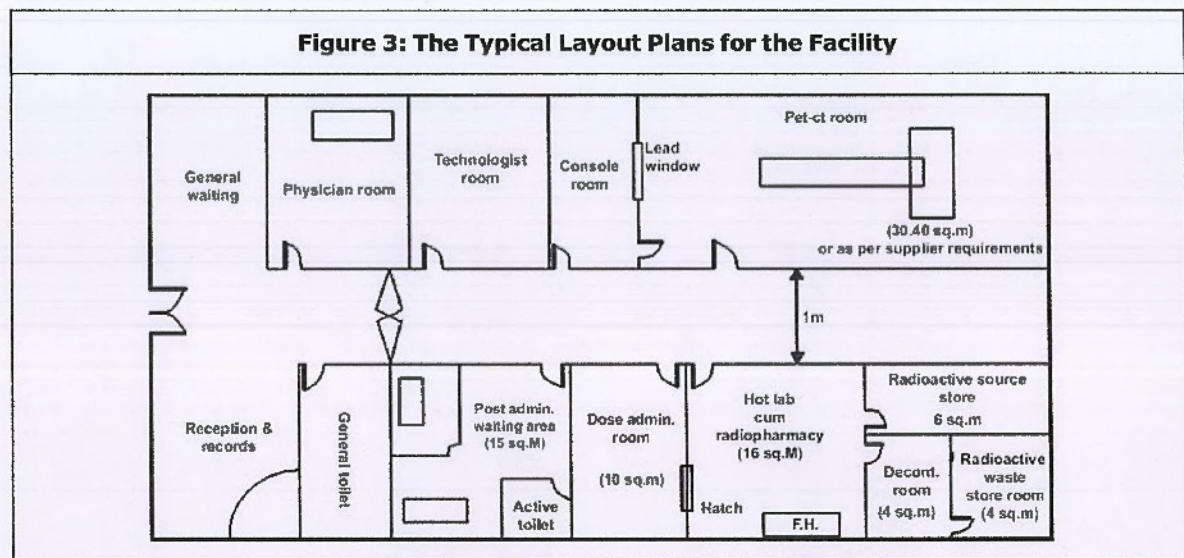 Figure 3: The Typical Layout Plans for the Facility
General
waiting
Physician room
Technologist
room
Console
room
Lead
window
Pet-ct room
(30.40 sq.m)
or as per supplier requirements
1m
Reception &
records
General toilet
Post admin.
waiting area
(15 sq.M)
Active
toilet
Dose admin.
room
(10 sq.m)
Hatch
Hot lab
cum
radiopharmacy
(16 sq.M)
F.H.
Radioactive source
store
6 sq.m
Decont.
room
(4 sq.m)
Radioactive
waste
store room
(4 sq.m)